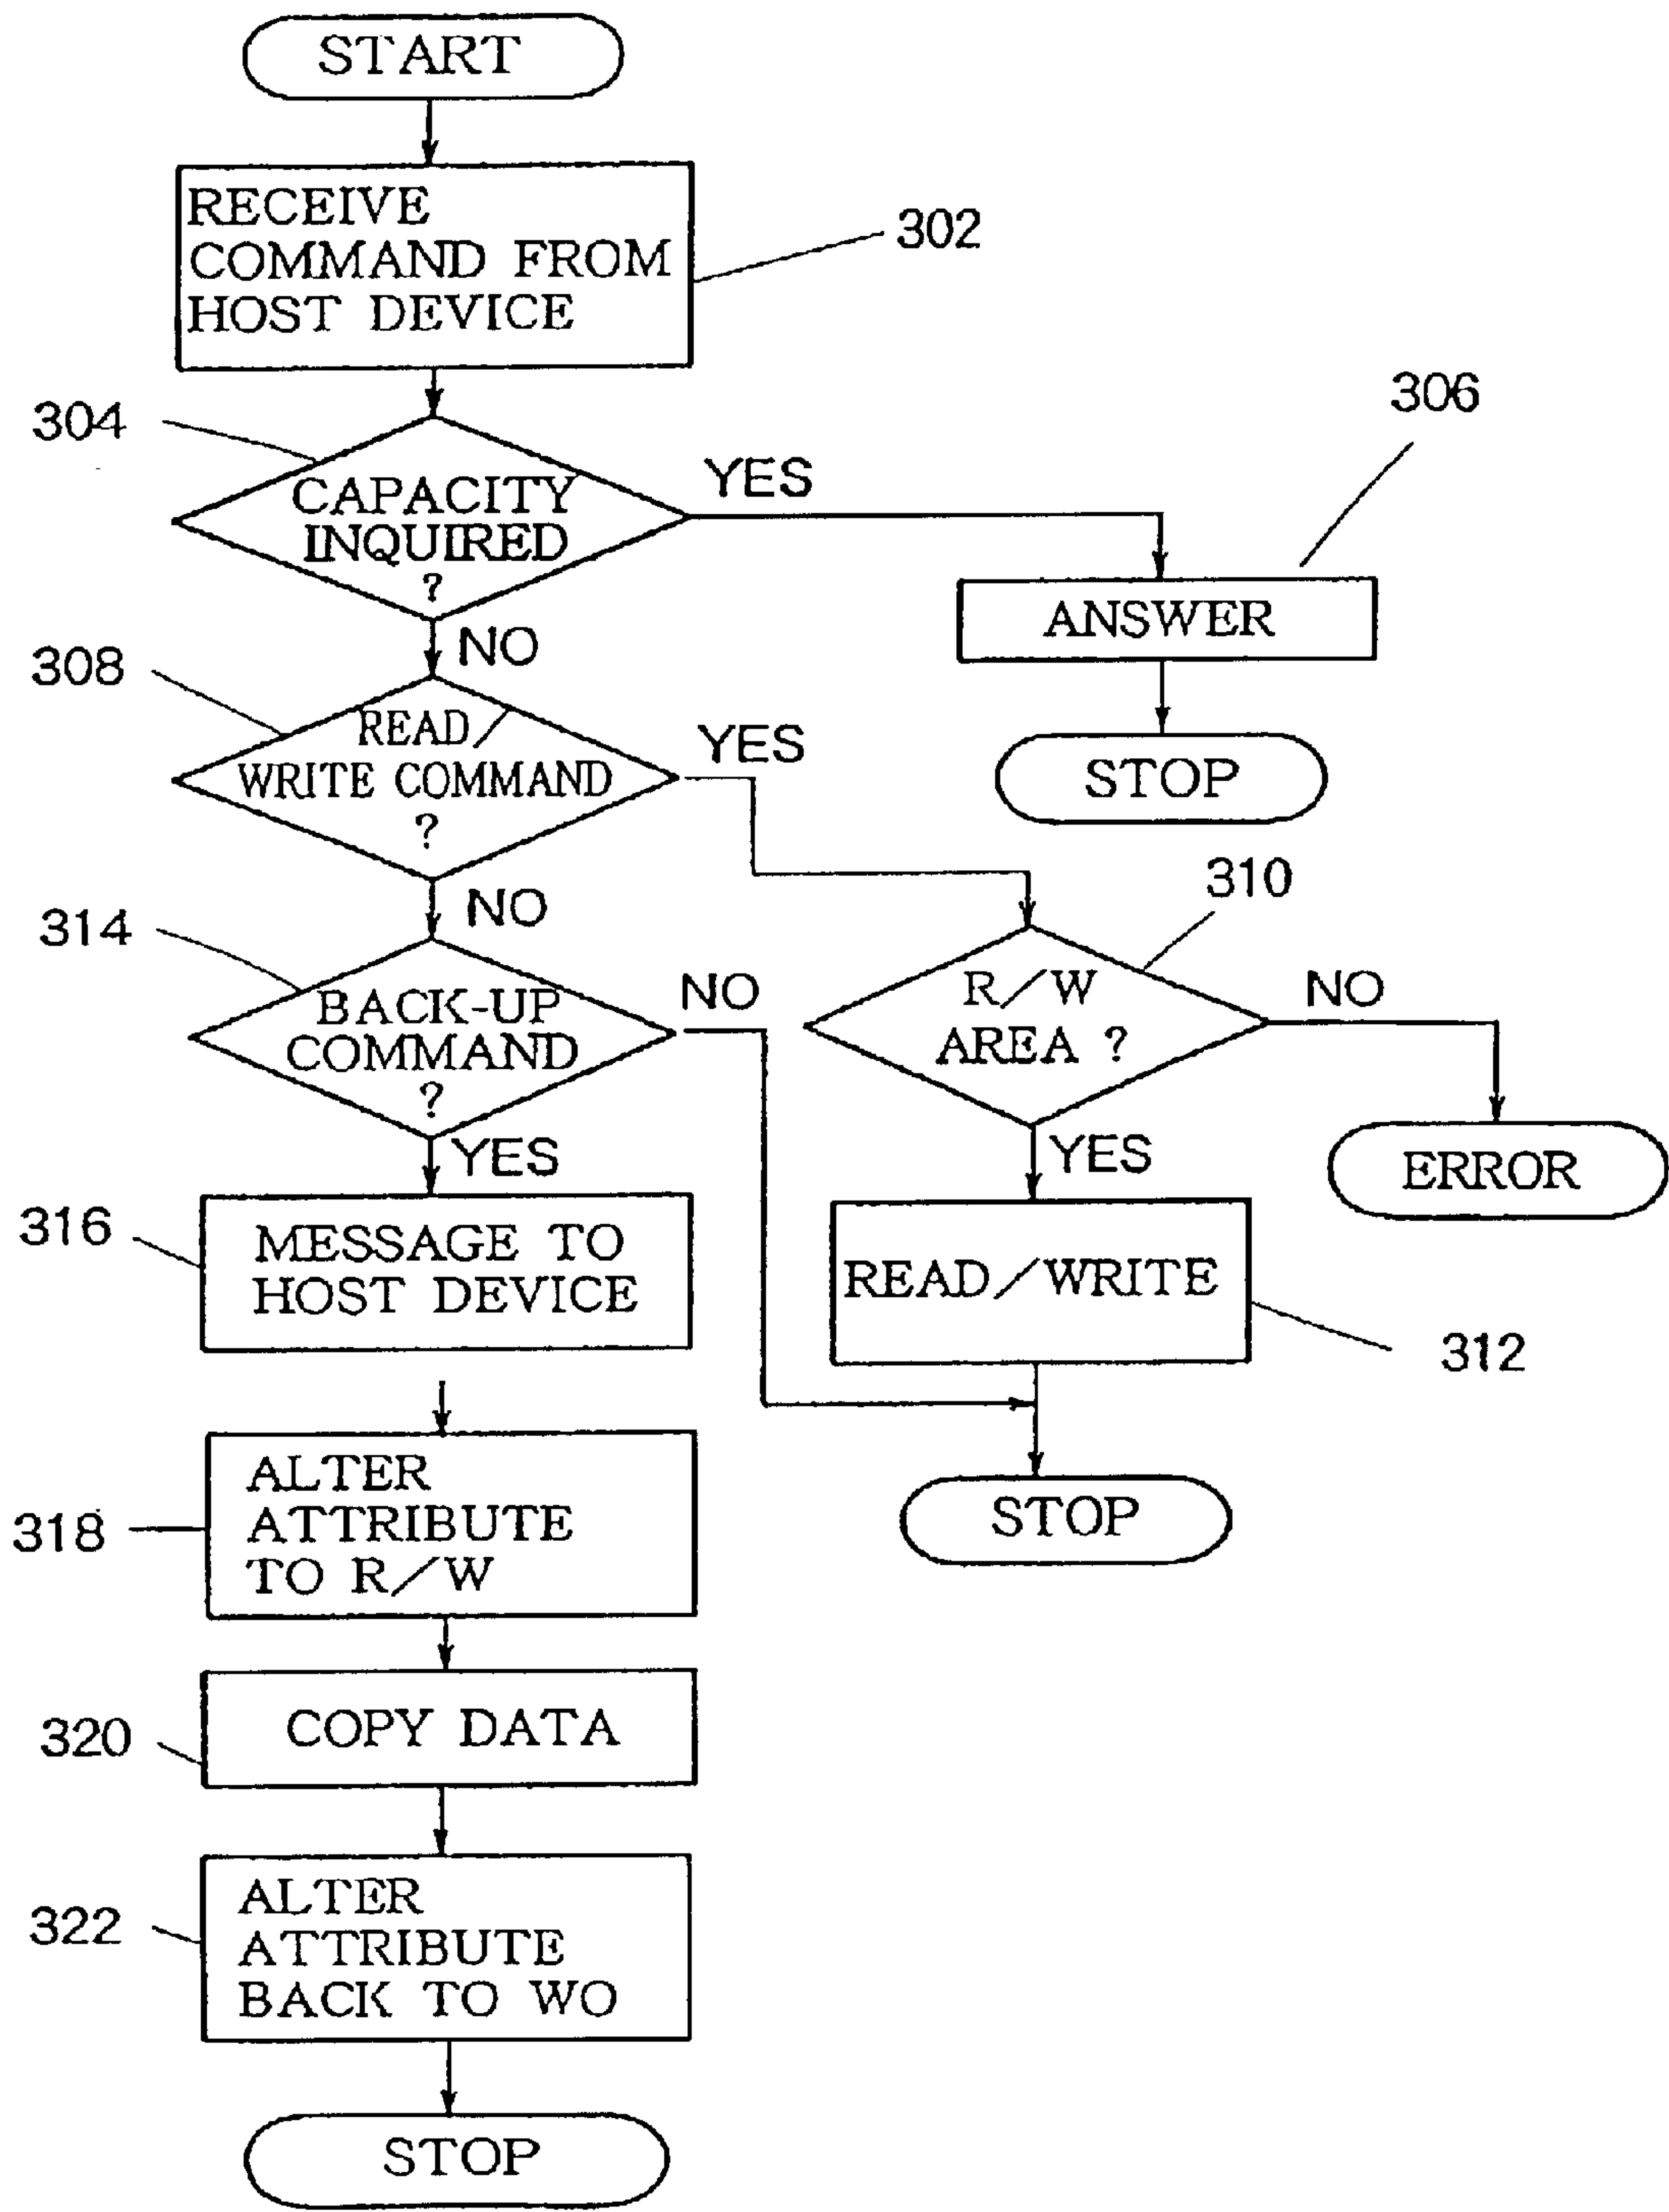 START
RECEIVE
COMMAND FROM
HOST DEVICE
302
304
CAPACITY
INQUIRED
?
YES
306
ANSWER
NO
STOP
308
READ/
WRITE COMMAND
?
YES
NO
310
314
BACK-UP
COMMAND
?
NO
R/W
AREA ?
NO
ERROR
YES
YES
316
MESSAGE TO
HOST DEVICE
READ/WRITE
312
318
ALTER
ATTRIBUTE
TO R/W
STOP
320
COPY DATA
322
ALTER
ATTRIBUTE
BACK TO WO
STOP